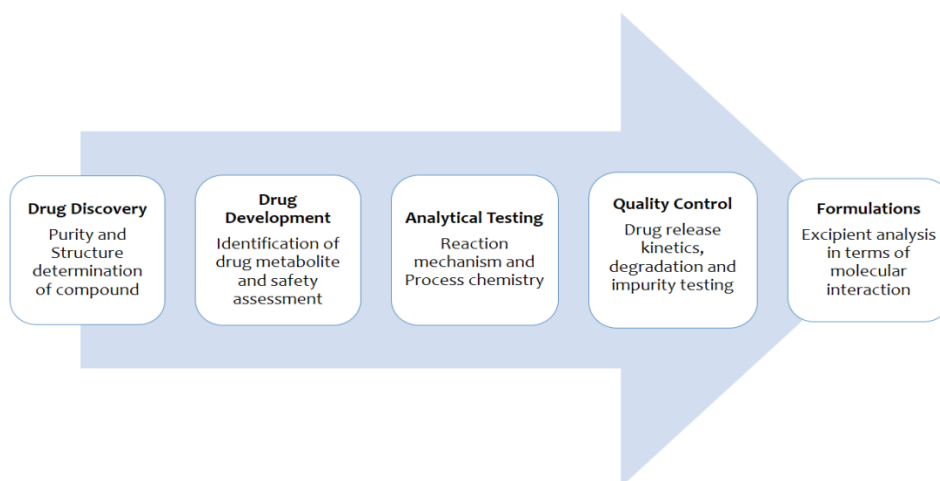 Drug Discovery
Purity and
Structure
determination
of compound
Drug
Development
Identification of
drug metabolite
and safety
assessment
Analytical Testing
Reaction
mechanism and
Process chemistry
Quality Control
Drug release
kinetics,
degradation and
impurity testing
Formulations
Excipient analysis
in terms of
molecular
interaction